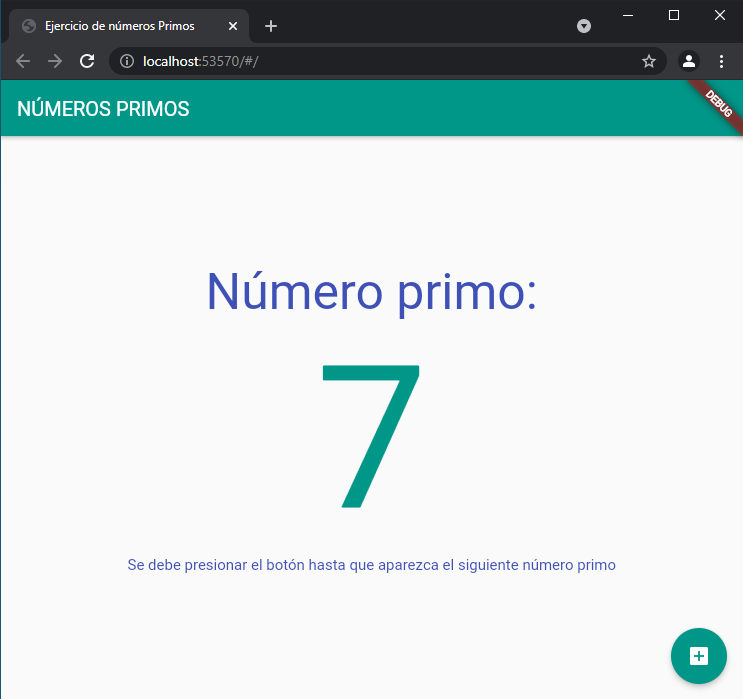 Ejercicio de números Primos
localhost:53570/#/
NÚMEROS PRIMOS
DEBUG
Número primo:
7
Se debe presionar el botón hasta que aparezca el siguiente número primo